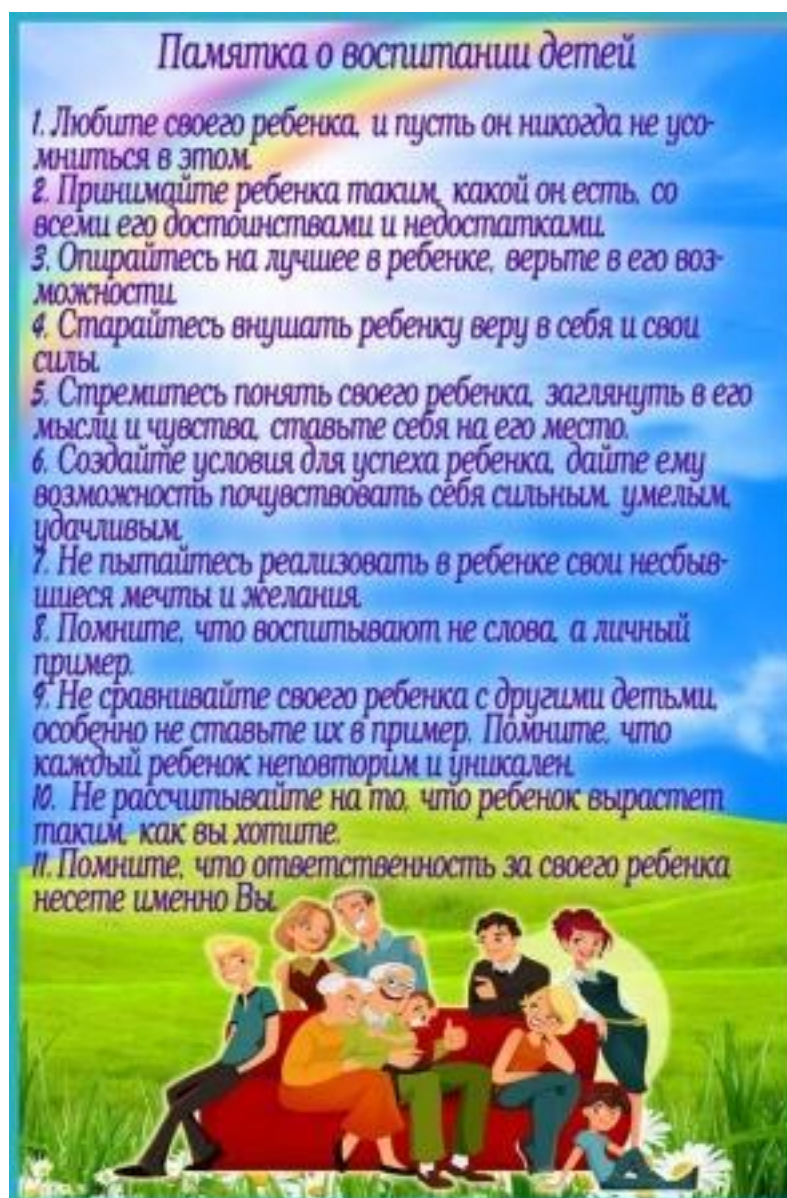 Памятка о воспитании детей
1. Любите своего ребенка, и пусть он никогда не усо-
мниться в этом.
2. Принимайте ребенка таким, какой он есть, со
всеми его достоинствами и недостатками.
3. Опирайтесь на лучшее в ребенке, верьте в его воз-
можности.
4. Старайтесь внушать ребенку веру в себя и свои
силы.
5. Стремитесь понять своего ребенка, заглянуть в его
мысли и чувства, ставьте себя на его место.
6. Создайте условия для успеха ребенка, дайте ему
возможность почувствовать себя сильным, умелым,
удачливым.
7. Не пытайтесь реализовать в ребенке свои несбыв-
шиеся мечты и желания.
8. Помните, что воспитывают не слова, а личный
пример.
9. Не сравнивайте своего ребенка с другими детьми,
особенно не ставьте их в пример. Помните, что
каждый ребенок неповторим и уникален.
10. Не рассчитывайте на то, что ребенок вырастет
таким, как вы хотите.
11. Помните, что ответственность за своего ребенка
несете именно Вы.